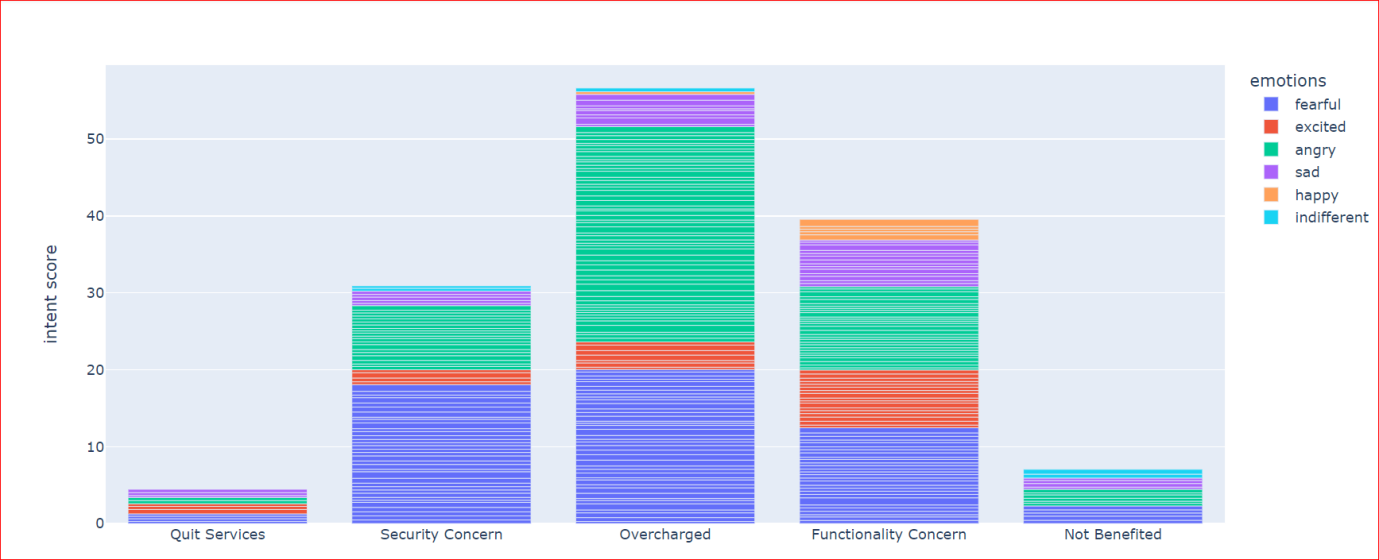 emotions
fearful
excited
angry
sad
happy
indifferent
intent score
50
40
30
20
10
0
Quit Services
Security Concern
Overcharged
Functionality Concern
Not Benefited